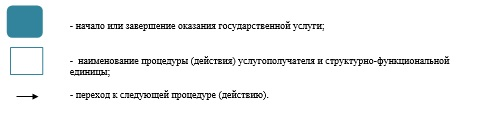 - начало или завершение оказания государственной услуги;
- наименование процедуры (действия) услугополучателя и структурно-функциональной
единицы;
- переход к следующей процедуре (действию).